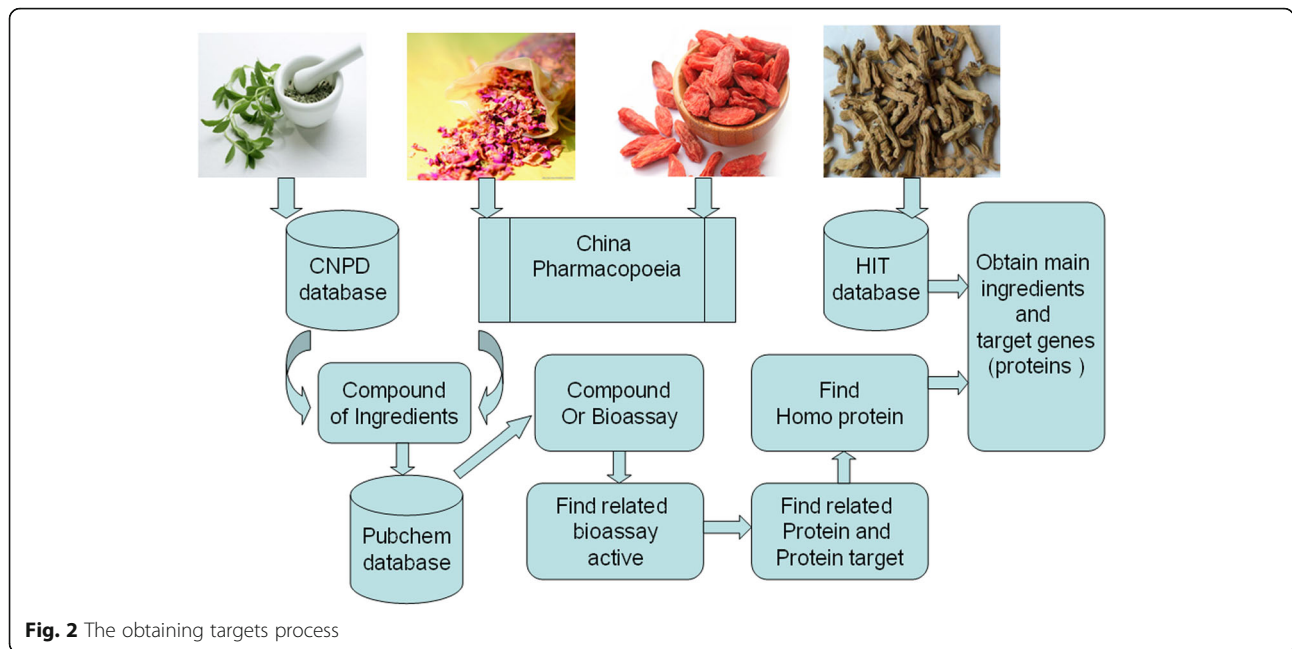 CNPD
database
China
Pharmacopoeia
HIT
database
Obtain main
ingredients
and
target genes
(proteins )
Compound
of Ingredients
Compound
Or Bioassay
Find
Homo protein
Pubchem
database
Find related
bioassay
active
Find related
Protein and
Protein target
Fig. 2 The obtaining targets process